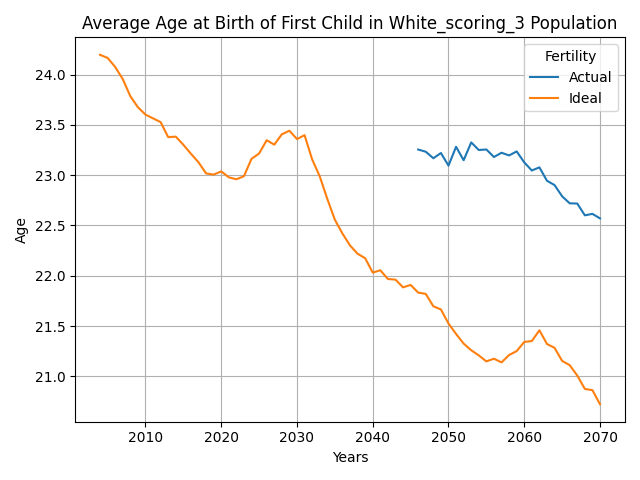 Average Age at Birth of First Child in White_scoring_3 Population
Fertility
Actual
Ideal
Age
24.0
23.5
23.0
22.5
22.0
21.5
21.0
2010 2020 2030 2040 2050 2060 2070
Years